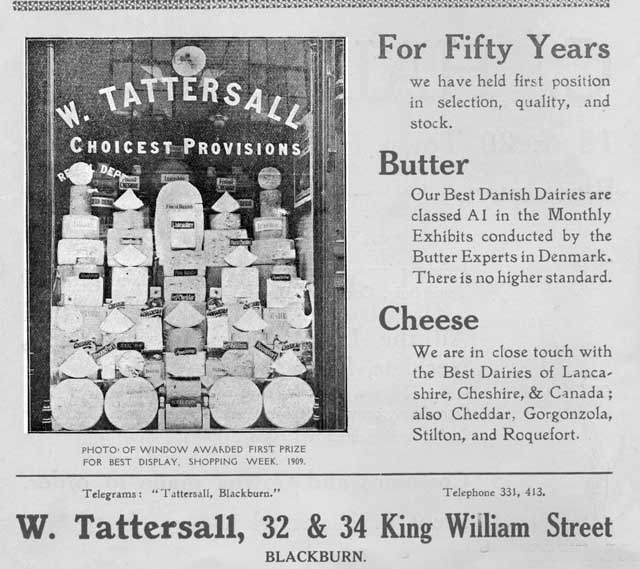 W. TATTERSALL
CHOICEST PROVISIONS
For Fifty Years
we have held first position
in selection, quality, and
stock.
Butter
Our Best Danish Dairies are
classed A1 in the Monthly
Exhibits conducted by the
Butter Experts in Denmark.
There is no higher standard.
Cheese
We are in close touch with
the Best Dairies of Lanca-
shire, Cheshire, & Canada;
also Cheddar, Gorgonzola,
Stilton, and Roquefort.
PHOTO· OF WINDOW AWARDED FIRST PRIZE
FOR BEST DISPLAY, SHOPPING WEEK, 1909.
Telegrams: "Tattersall, Blackburn."
Telephone 331, 413.
W. Tattersall, 32 & 34 King William Street
BLACKBURN.